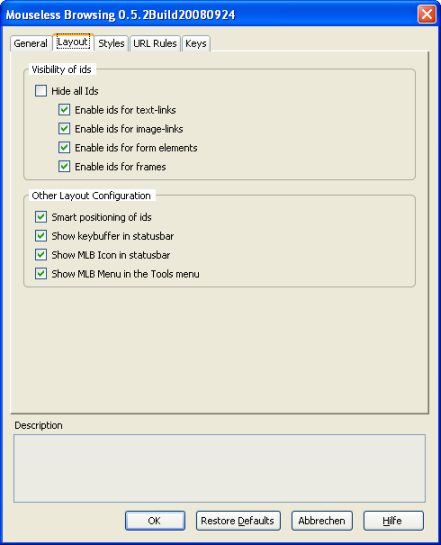 Mouseless Browsing 0.5.2Build20080924
General Layout Styles URL Rules Keys
Visibility of ids
Hide all Ids
Enable ids for text-links
Enable ids for image-links
Enable ids for form elements
Enable ids for frames
Other Layout Configuration
Smart positioning of ids
Show keybuffer in statusbar
Show MLB Icon in statusbar
Show MLB Menu in the Tools menu
Description
OK Restore Defaults Abbrechen Hilfe